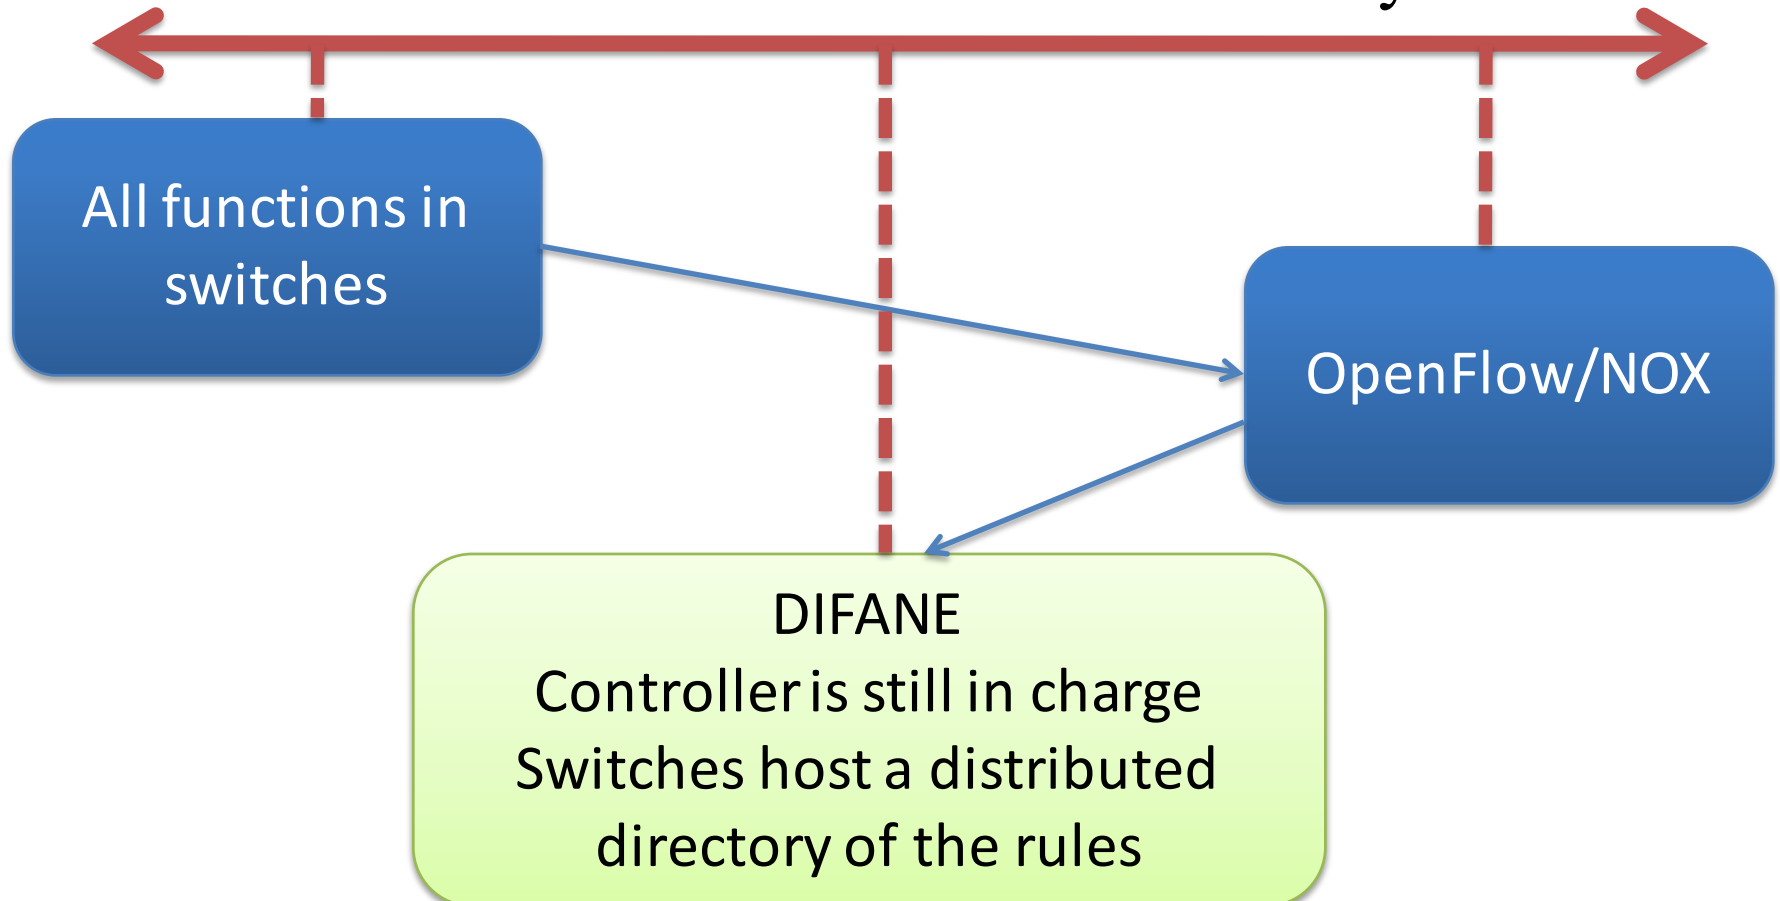 All functions in
switches
OpenFlow/NOX
DIFANE
Controller is still in charge
Switches host a distributed
directory of the rules